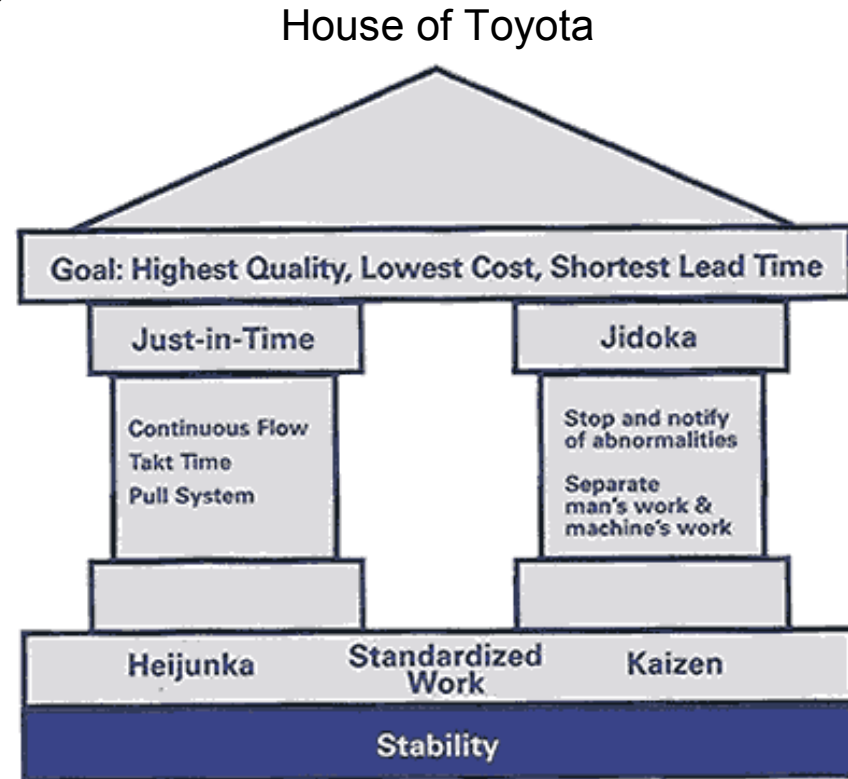 House of Toyota
Goal: Highest Quality, Lowest Cost, Shortest Lead Time
Just-in-Time
Jidoka
Continuous Flow
Takt Time
Pull System
Stop and notify
of abnormalities
Separate
man's work &
machine's work
Heijunka
Standardized
Work
Kaizen
Stability